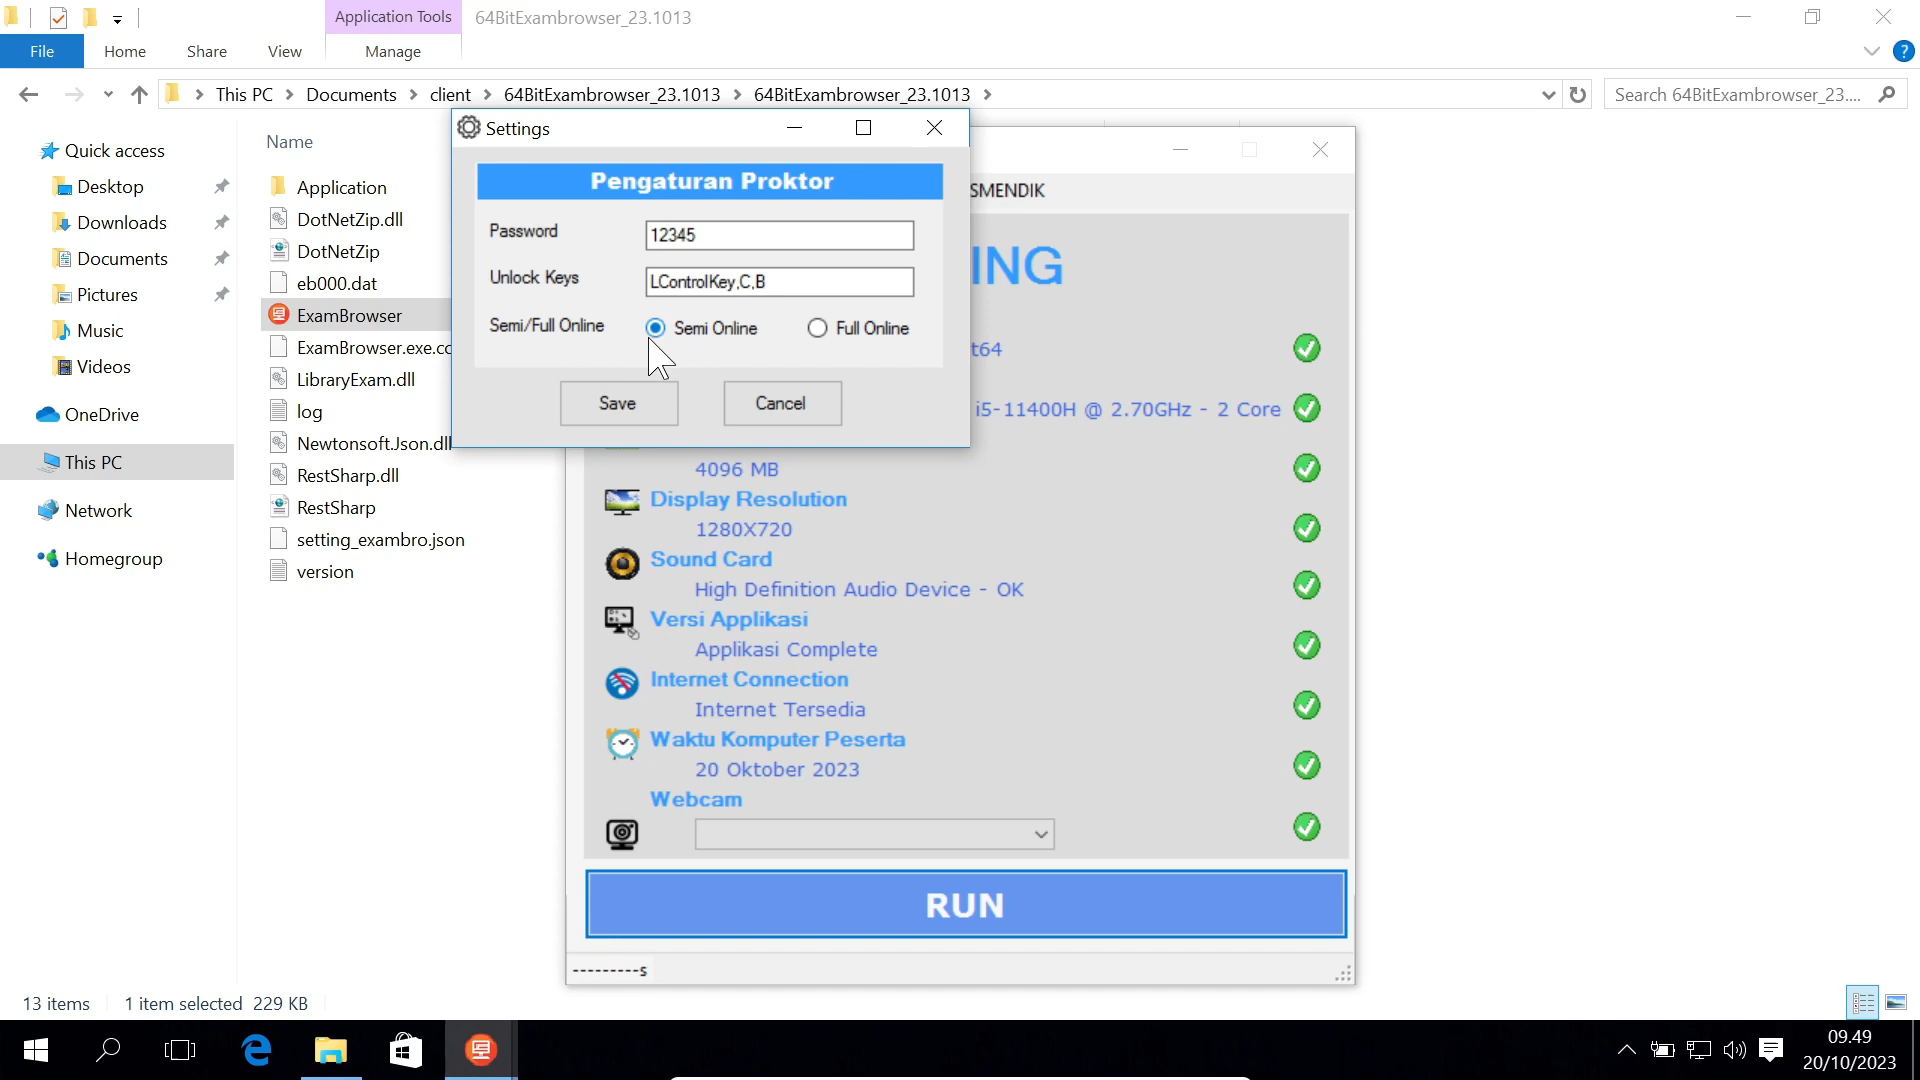 Application Tools
64BitExambrowser_23.1013
File
Home
Share
View
Manage
?
This PC
Documents
client
64BitExambrowser_23.1013
64BitExambrowser_23.1013
Search 64BitExambrowser_23....
Quick access
Desktop
Downloads
Documents
Pictures
Music
Videos
OneDrive
This PC
Network
Homegroup
Name
Application
DotNetZip.dll
DotNetZip
eb000.dat
ExamBrowser
ExamBrowser.exe.cc
LibraryExam.dll
log
NewtonsoftJson.dll
RestSharp.dll
RestSharp
setting_exambro.json
version
Settings
Pengaturan Proktor
Password
12345
Unlock Keys
LControlKey,C,B
Semi/Full Online
Semi Online
Full Online
Save
Cancel
SMENDIK
ING
t64
i5-11400H @ 2.70GHz - 2 Core
4096 MB
Display Resolution
1280X720
Sound Card
High Definition Audio Device - OK
Versi Applikasi
Applikasi Complete
Internet Connection
Internet Tersedia
Waktu Komputer Peserta
20 Oktober 2023
Webcam
RUN
---------s
13 items
1 item selected 229 KB
09.49
20/10/2023